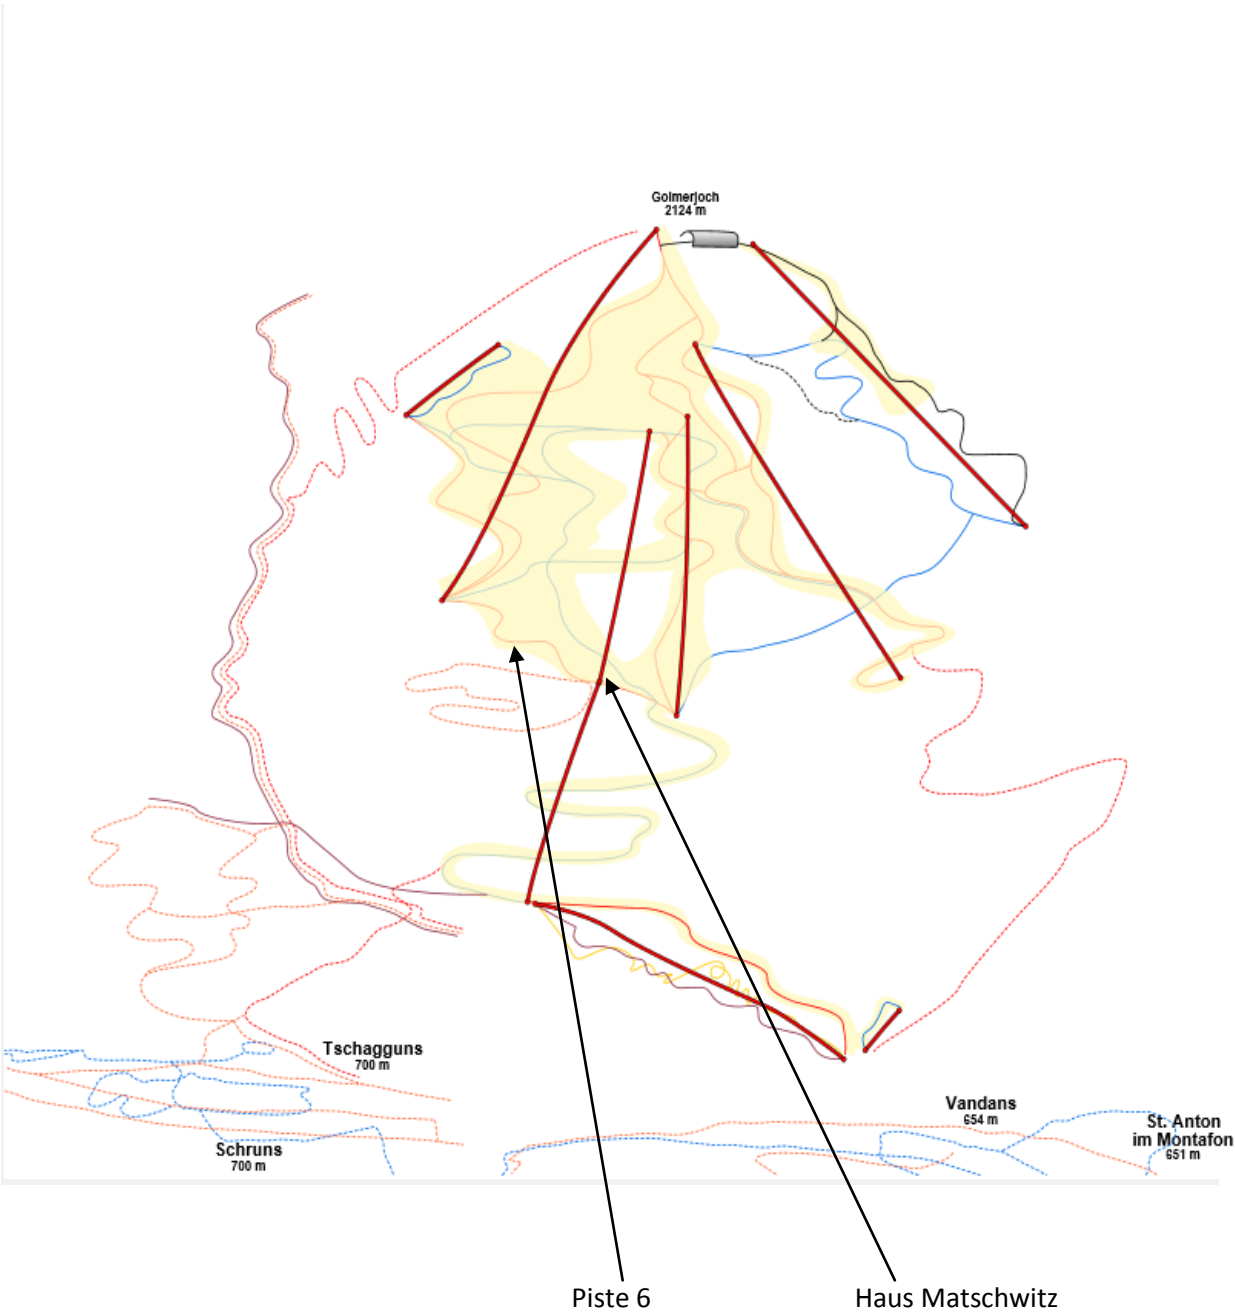 Golmerjoch
2124 m
Tschagguns
700 m
Schruns
700 m
Vandans
654 m
St. Anton
im Montafon
651 m
Piste 6
Haus Matschwitz